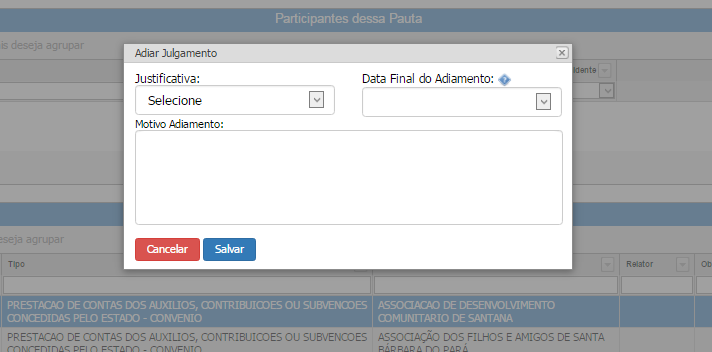 Participantes dessa Pauta
is deseja agrupar
Adiar Julgamento
idente
Justificativa:
Data Final do Adiamento:
Selecione
Motivo Adiamento:
deseja agrupar
Cancelar
Salvar
Tipo
Relator
Ob
PRESTACAO DE CONTAS DOS AUXILIOS, CONTRIBUICOES OU SUBVENCOES
CONCEDIDAS PELO ESTADO - CONVENIO
ASSOCIACAO DE DESENVOLVIMENTO
COMUNITARIO DE SANTANA
PRESTACAO DE CONTAS DOS AUXILIOS, CONTRIBUICOES OU SUBVENCOES
CONCEDIDAS PELO ESTADO - CONVENIO
ASSOCIAÇÃO DOS FILHOS E AMIGOS DE SANTA
BÁRBARA DO PARÁ